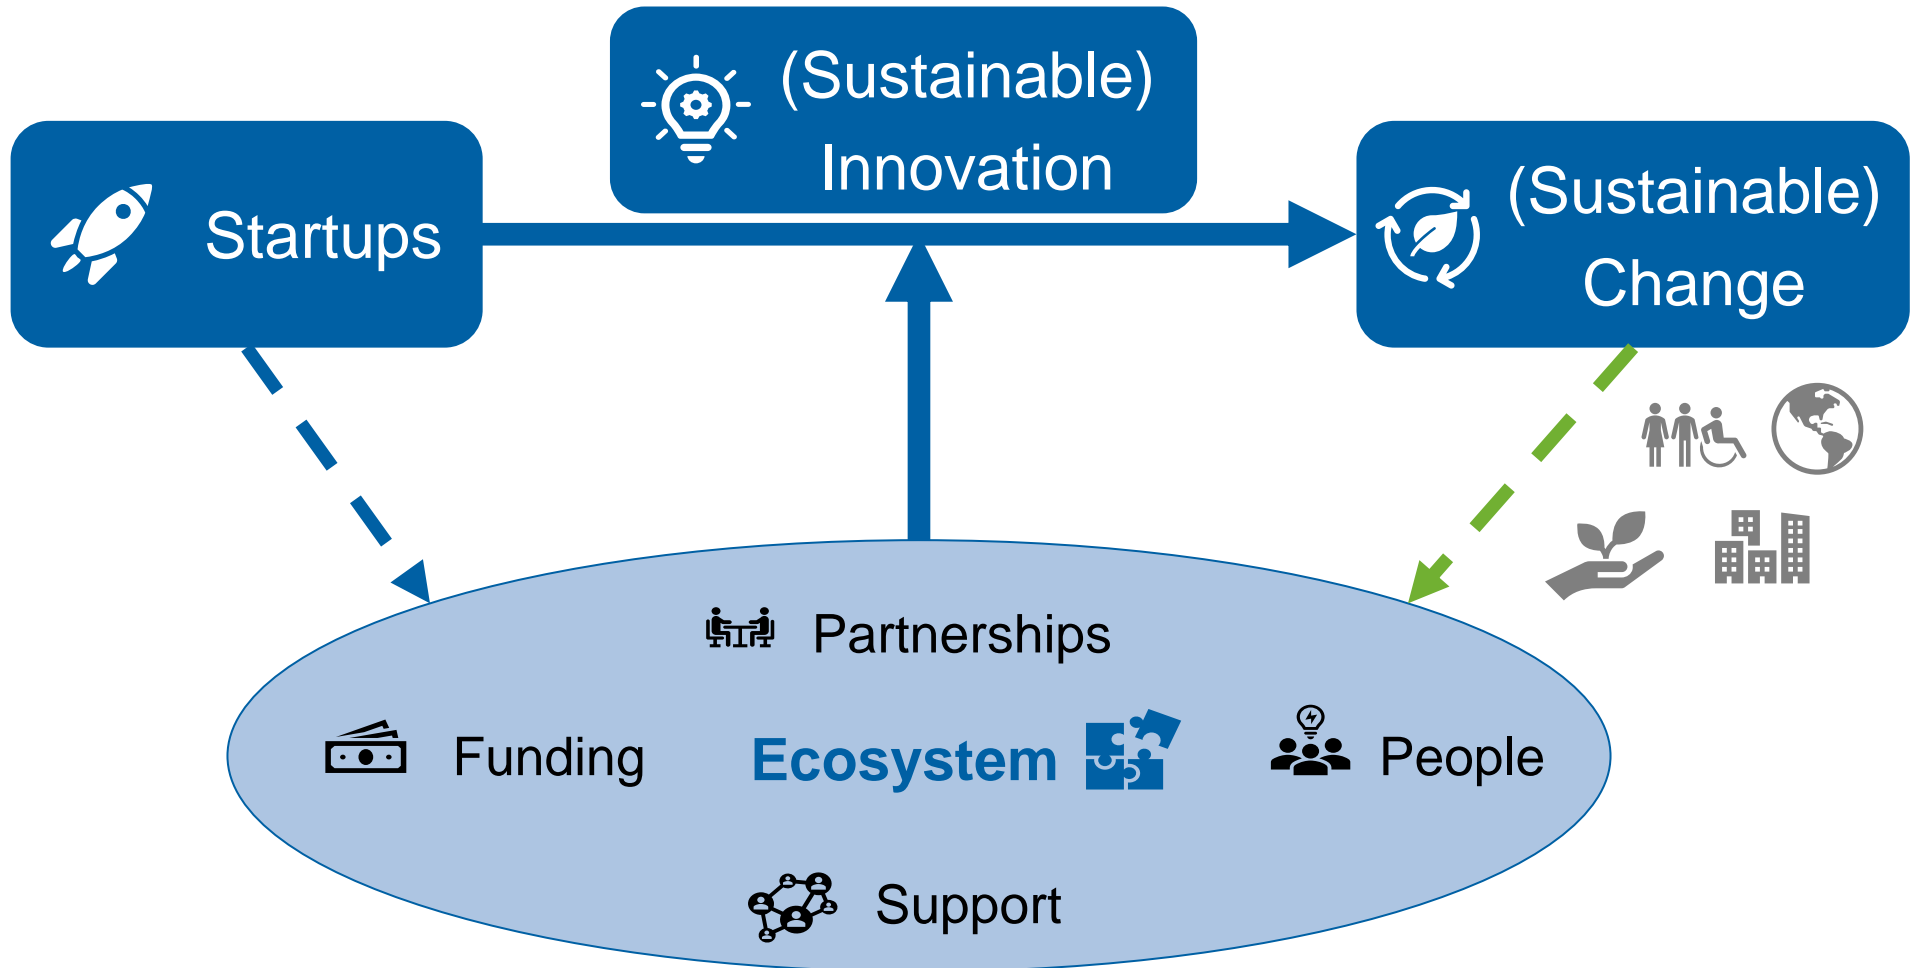 (Sustainable)
Innovation
Startups
(Sustainable)
Change
Partnerships
Funding
Ecosystem
People
Support